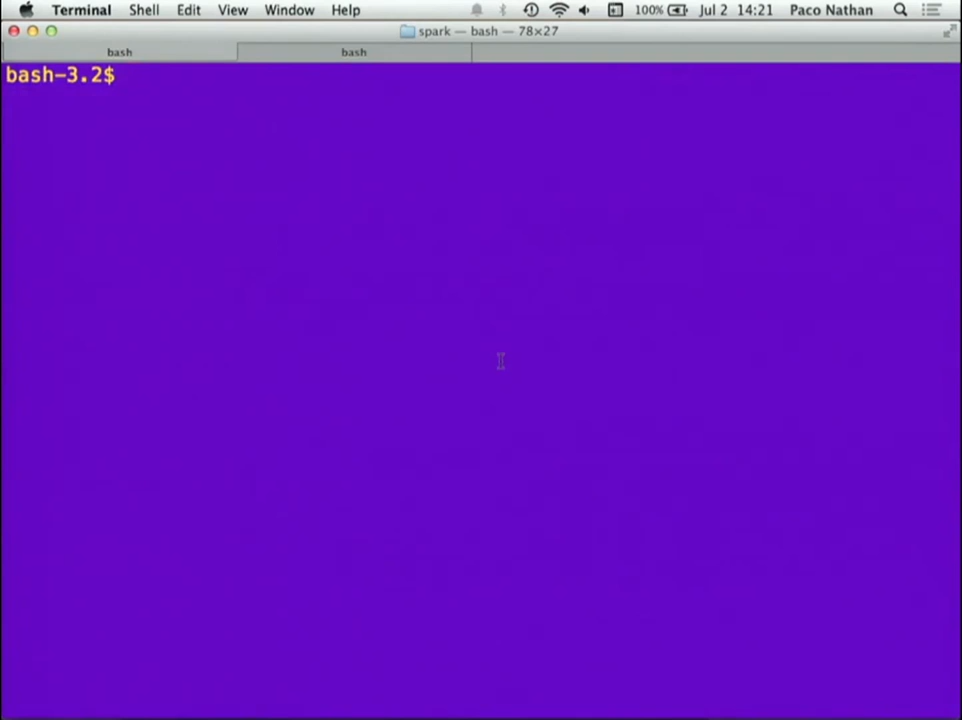 Terminal Shell Edit View Window Help 100% Jul 2 14:21 Paco Nathan
spark — bash — 78×27
bash bash
bash-3.2$